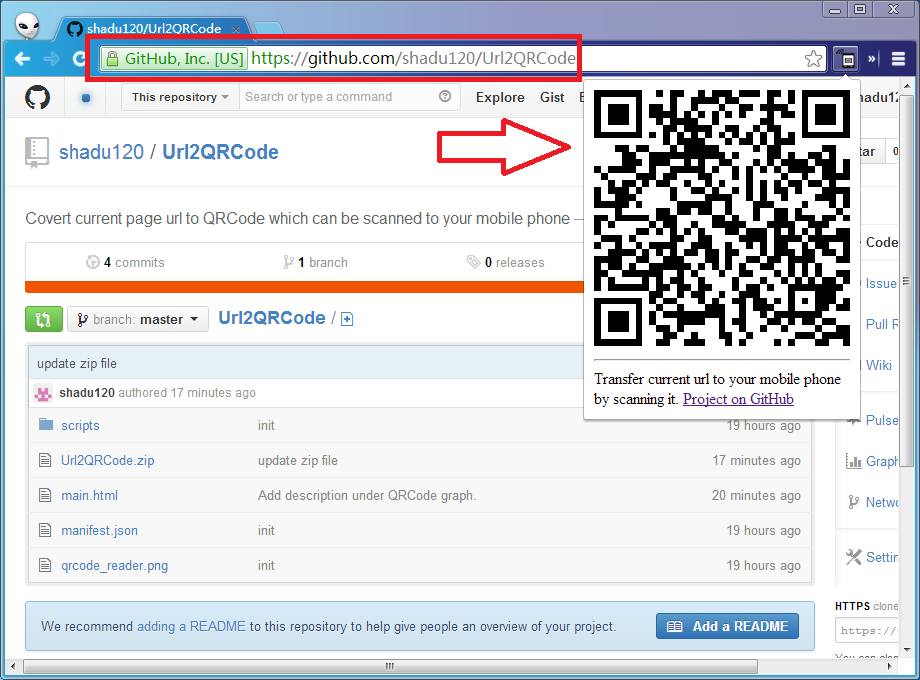 shadu120/Url2QRCode
GitHub, Inc. [US] https://github.com/shadu120/Url2QRCode
This repository Search or type a command Explore Gist
shadu120 / Url2QRCode
Covert current page url to QRCode which can be scanned to your mobile phone —
4 commits 1 branch 0 releases
branch: master Url2QRCode /
update zip file
shadu120 authored 17 minutes ago
scripts init 19 hours ago
Url2QRCode.zip update zip file 17 minutes ago
main.html Add description under QRCode graph. 20 minutes ago
manifest.json init 19 hours ago
qrcode_reader.png init 19 hours ago
We recommend adding a README to this repository to help give people an overview of your project. Add a README
Transfer current url to your mobile phone
by scanning it. Project on GitHub
Code
Issue
Pull R
Wiki
Pulse
Graph
Netwo
Settin
HTTPS clone
https://